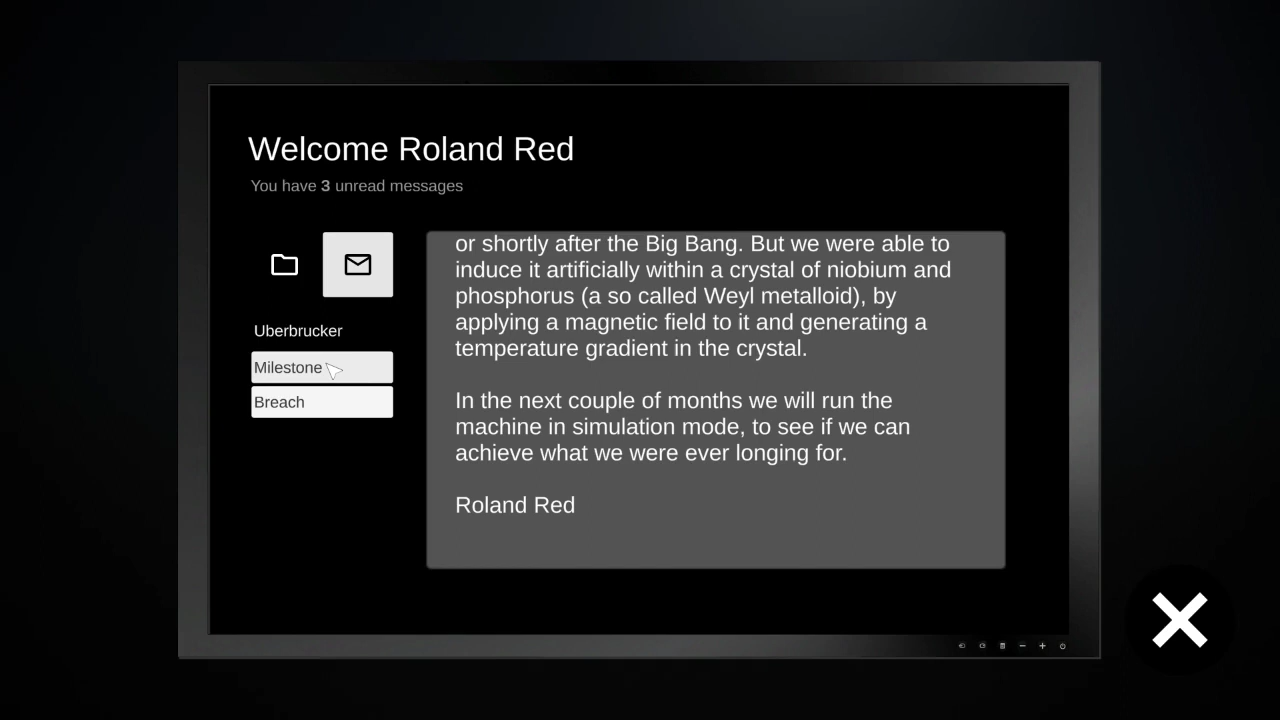 Welcome Roland Red
You have 3 unread messages
Uberbrucker
Milestone
Breach
or shortly after the Big Bang. But we were able to
induce it artificially within a crystal of niobium and
phosphorus (a so called Weyl metalloid), by
applying a magnetic field to it and generating a
temperature gradient in the crystal.
In the next couple of months we will run the
machine in simulation mode, to see if we can
achieve what we were ever longing for.
Roland Red